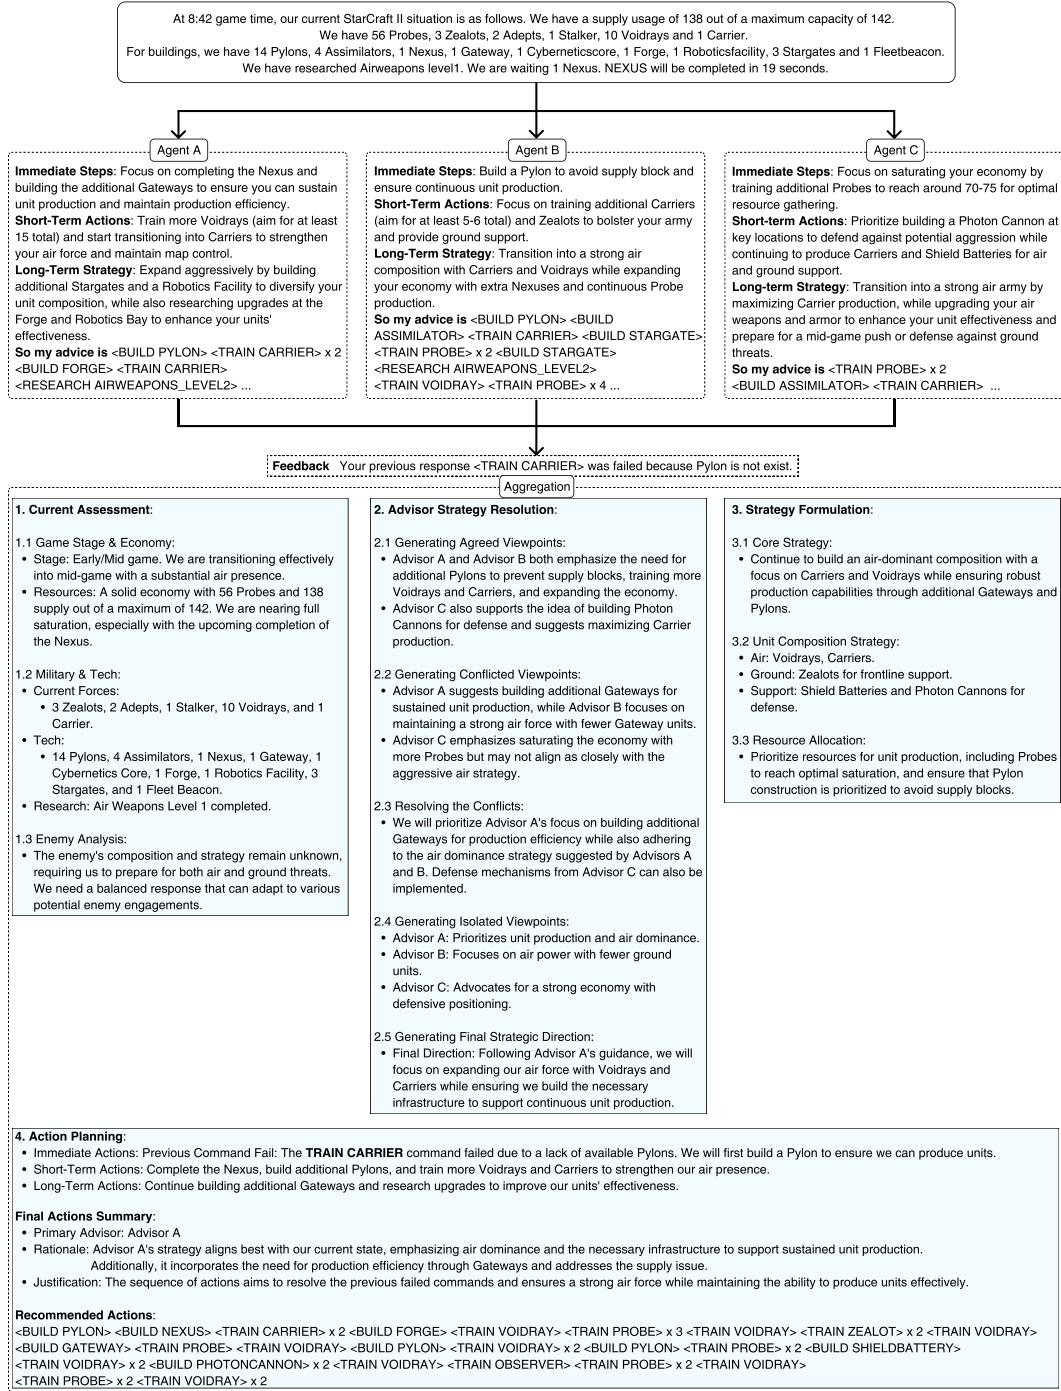 At 8:42 game time, our current StarCraft II situation is as follows. We have a supply usage of 138 out of a maximum capacity of 142.
We have 56 Probes, 3 Zealots, 2 Adepts, 1 Stalker, 10 Voidrays and 1 Carrier.
For buildings, we have 14 Pylons, 4 Assimilators, 1 Nexus, 1 Gateway, 1 Cyberneticscore, 1 Forge, 1 Roboticsfacility, 3 Stargates and 1 Fleetbeacon.
We have researched Airweapons level1. We are waiting 1 Nexus. NEXUS will be completed in 19 seconds.
Agent A
Immediate Steps: Focus on completing the Nexus and
building the additional Gateways to ensure you can sustain
unit production and maintain production efficiency.
Short-Term Actions: Train more Voidrays (aim for at least
15 total) and start transitioning into Carriers to strengthen
your air force and maintain map control.
Long-Term Strategy: Expand aggressively by building
additional Stargates and a Robotics Facility to diversify your
unit composition, while also researching upgrades at the
Forge and Robotics Bay to enhance your units'
effectiveness.
So my advice is <BUILD PYLON> <TRAIN CARRIER> x 2
<BUILD FORGE> <TRAIN CARRIER>
<RESEARCH AIRWEAPONS_LEVEL2> ...
Agent B
Immediate Steps: Build a Pylon to avoid supply block and
ensure continuous unit production.
Short-Term Actions: Focus on training additional Carriers
(aim for at least 5-6 total) and Zealots to bolster your army
and provide ground support.
Long-Term Strategy: Transition into a strong air
composition with Carriers and Voidrays while expanding
your economy with extra Nexuses and continuous Probe
production.
So my advice is <BUILD PYLON> <BUILD
ASSIMILATOR> <TRAIN CARRIER> <BUILD STARGATE>
<TRAIN PROBE> x 2 <BUILD STARGATE>
<RESEARCH AIRWEAPONS_LEVEL2>
<TRAIN VOIDRAY> <TRAIN PROBE> x 4 ...
Agent C
Immediate Steps: Focus on saturating your economy by
training additional Probes to reach around 70-75 for optimal
resource gathering.
Short-term Actions: Prioritize building a Photon Cannon at
key locations to defend against potential aggression while
continuing to produce Carriers and Shield Batteries for air
and ground support.
Long-term Strategy: Transition into a strong air army by
maximizing Carrier production, while upgrading your air
weapons and armor to enhance your unit effectiveness and
prepare for a mid-game push or defense against ground
threats.
So my advice is <TRAIN PROBE> x 2
<BUILD ASSIMILATOR> <TRAIN CARRIER> ...
Feedback Your previous response <TRAIN CARRIER> was failed because Pylon is not exist.
Aggregation
1. Current Assessment:
1.1 Game Stage & Economy:
• Stage: Early/Mid game. We are transitioning effectively
into mid-game with a substantial air presence.
• Resources: A solid economy with 56 Probes and 138
supply out of a maximum of 142. We are nearing full
saturation, especially with the upcoming completion of
the Nexus.
1.2 Military & Tech:
• Current Forces:
• 3 Zealots, 2 Adepts, 1 Stalker, 10 Voidrays, and 1
Carrier.
• Tech:
• 14 Pylons, 4 Assimilators, 1 Nexus, 1 Gateway, 1
Cybernetics Core, 1 Forge, 1 Robotics Facility, 3
Stargates, and 1 Fleet Beacon.
• Research: Air Weapons Level 1 completed.
1.3 Enemy Analysis:
• The enemy's composition and strategy remain unknown,
requiring us to prepare for both air and ground threats.
We need a balanced response that can adapt to various
potential enemy engagements.
2. Advisor Strategy Resolution:
2.1 Generating Agreed Viewpoints:
• Advisor A and Advisor B both emphasize the need for
additional Pylons to prevent supply blocks, training more
Voidrays and Carriers, and expanding the economy.
• Advisor C also supports the idea of building Photon
Cannons for defense and suggests maximizing Carrier
production.
2.2 Generating Conflicted Viewpoints:
• Advisor A suggests building additional Gateways for
sustained unit production, while Advisor B focuses on
maintaining a strong air force with fewer Gateway units.
• Advisor C emphasizes saturating the economy with
more Probes but may not align as closely with the
aggressive air strategy.
2.3 Resolving the Conflicts:
• We will prioritize Advisor A's focus on building additional
Gateways for production efficiency while also adhering
to the air dominance strategy suggested by Advisors A
and B. Defense mechanisms from Advisor C can also be
implemented.
2.4 Generating Isolated Viewpoints:
• Advisor A: Prioritizes unit production and air dominance.
• Advisor B: Focuses on air power with fewer ground
units.
• Advisor C: Advocates for a strong economy with
defensive positioning.
2.5 Generating Final Strategic Direction:
• Final Direction: Following Advisor A's guidance, we will
focus on expanding our air force with Voidrays and
Carriers while ensuring we build the necessary
infrastructure to support continuous unit production.
3. Strategy Formulation:
3.1 Core Strategy:
• Continue to build an air-dominant composition with a
focus on Carriers and Voidrays while ensuring robust
production capabilities through additional Gateways and
Pylons.
3.2 Unit Composition Strategy:
• Air: Voidrays, Carriers.
• Ground: Zealots for frontline support.
• Support: Shield Batteries and Photon Cannons for
defense.
3.3 Resource Allocation:
• Prioritize resources for unit production, including Probes
to reach optimal saturation, and ensure that Pylon
construction is prioritized to avoid supply blocks.
4. Action Planning:
• Immediate Actions: Previous Command Fail: The TRAIN CARRIER command failed due to a lack of available Pylons. We will first build a Pylon to ensure we can produce units.
• Short-Term Actions: Complete the Nexus, build additional Pylons, and train more Voidrays and Carriers to strengthen our air presence.
• Long-Term Actions: Continue building additional Gateways and research upgrades to improve our units' effectiveness.
Final Actions Summary:
• Primary Advisor: Advisor A
• Rationale: Advisor A's strategy aligns best with our current state, emphasizing air dominance and the necessary infrastructure to support sustained unit production.
Additionally, it incorporates the need for production efficiency through Gateways and addresses the supply issue.
• Justification: The sequence of actions aims to resolve the previous failed commands and ensures a strong air force while maintaining the ability to produce units effectively.
Recommended Actions:
<BUILD PYLON> <BUILD NEXUS> <TRAIN CARRIER> x 2 <BUILD FORGE> <TRAIN VOIDRAY> <TRAIN PROBE> x 3 <TRAIN VOIDRAY> <TRAIN ZEALOT> x 2 <TRAIN VOIDRAY>
<BUILD GATEWAY> <TRAIN PROBE> <TRAIN VOIDRAY> <BUILD PYLON> <TRAIN VOIDRAY> x 2 <BUILD PYLON> <TRAIN PROBE> x 2 <BUILD SHIELDBATTERY>
<TRAIN VOIDRAY> x 2 <BUILD PHOTONCANNON> x 2 <TRAIN VOIDRAY> <TRAIN OBSERVER> <TRAIN PROBE> x 2 <TRAIN VOIDRAY>
<TRAIN PROBE> x 2 <TRAIN VOIDRAY> x 2